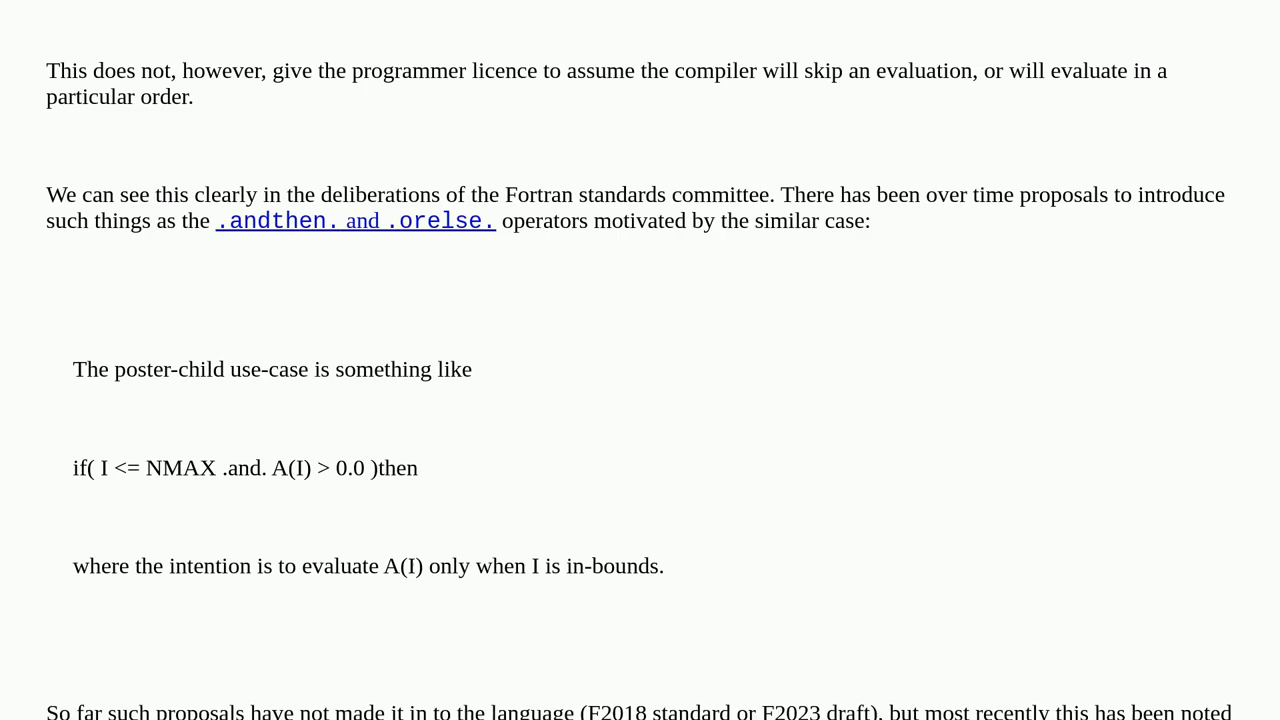 This does not, however, give the programmer licence to assume the compiler will skip an evaluation, or will evaluate in a
particular order.
We can see this clearly in the deliberations of the Fortran standards committee. There has been over time proposals to introduce
such things as the .andthen. and .orelse. operators motivated by the similar case:
The poster-child use-case is something like
if( I <= NMAX .and. A(I) > 0.0 )then
where the intention is to evaluate A(I) only when I is in-bounds.
So far such proposals have not made it in to the language (F2018 standard or F2023 draft), but most recently this has been noted